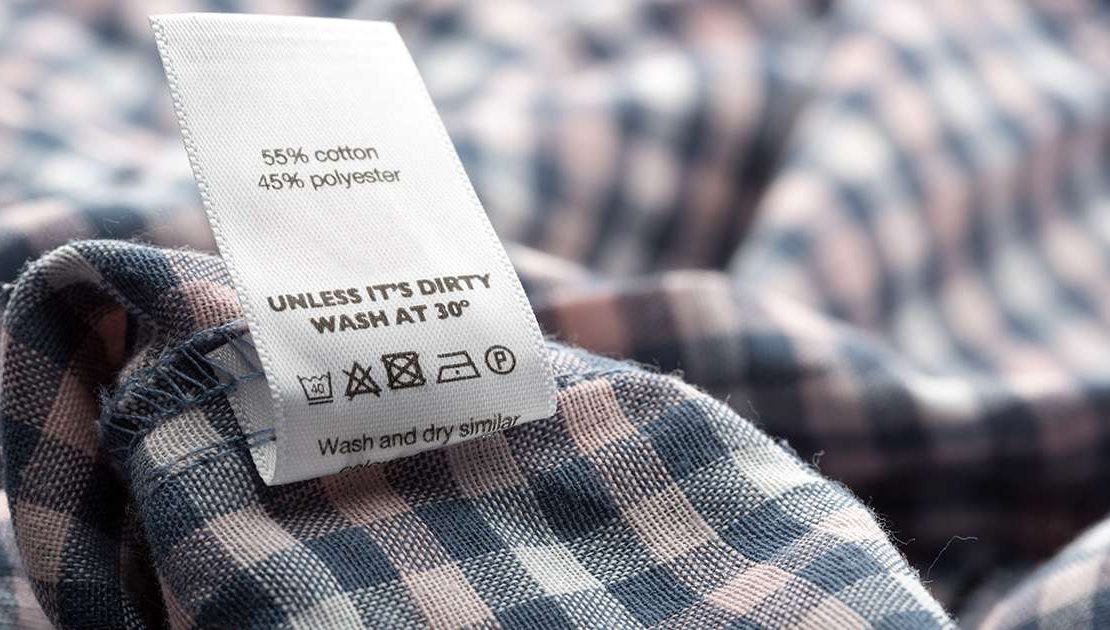 55% cotton
45% polyester
UNLESS IT'S DIRTY
WASH AT 30°
40 P
Wash and dry similar